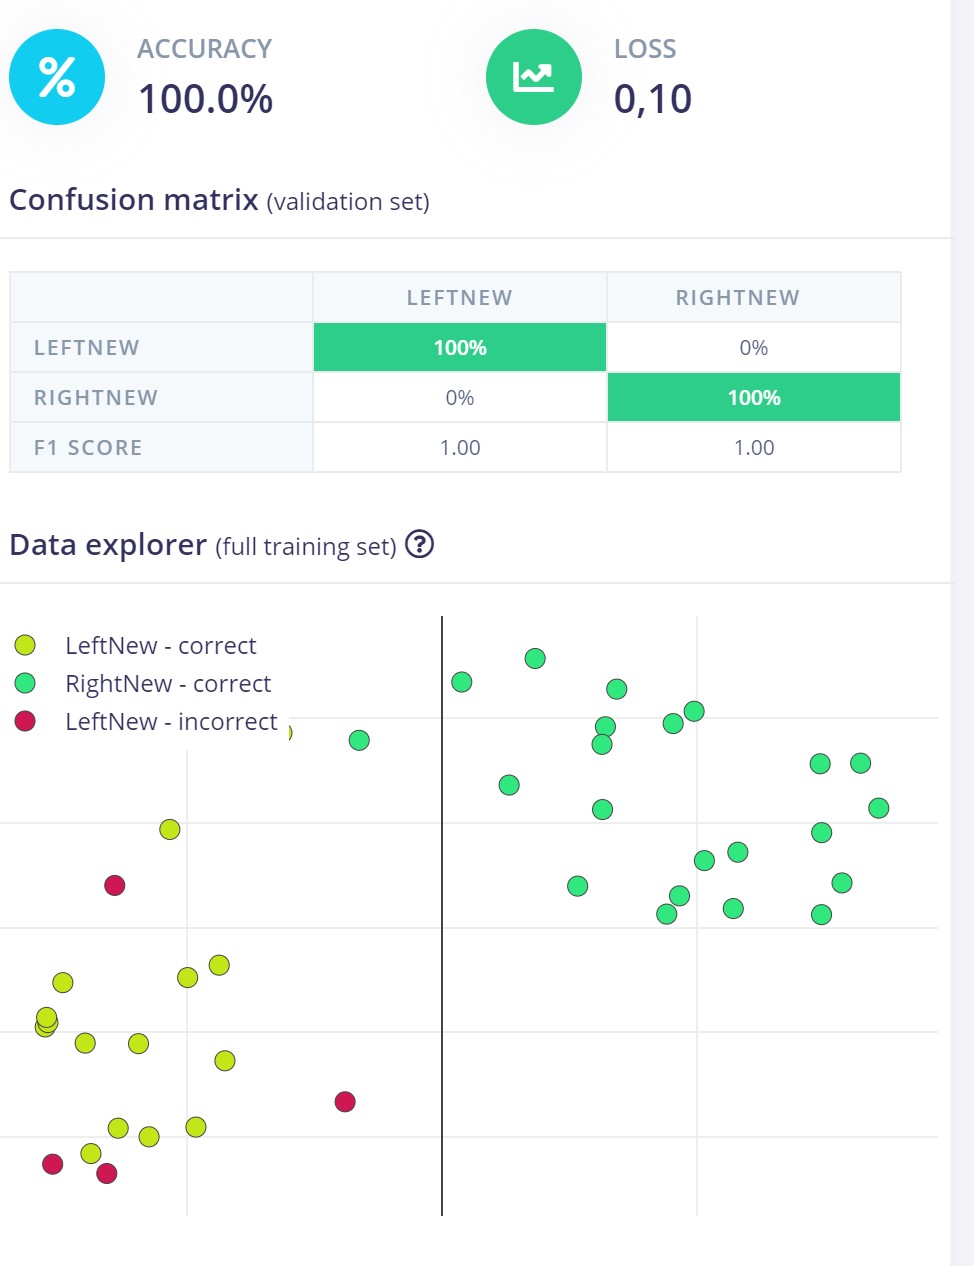 %
ACCURACY
100.0%
LOSS
0,10
Confusion matrix (validation set)
LEFTNEW RIGHTNEW
LEFTNEW 100% 0%
RIGHTNEW 0% 100%
F1 SCORE 1.00 1.00
Data explorer (full training set) ?
LeftNew - correct
RightNew - correct
LeftNew - incorrect